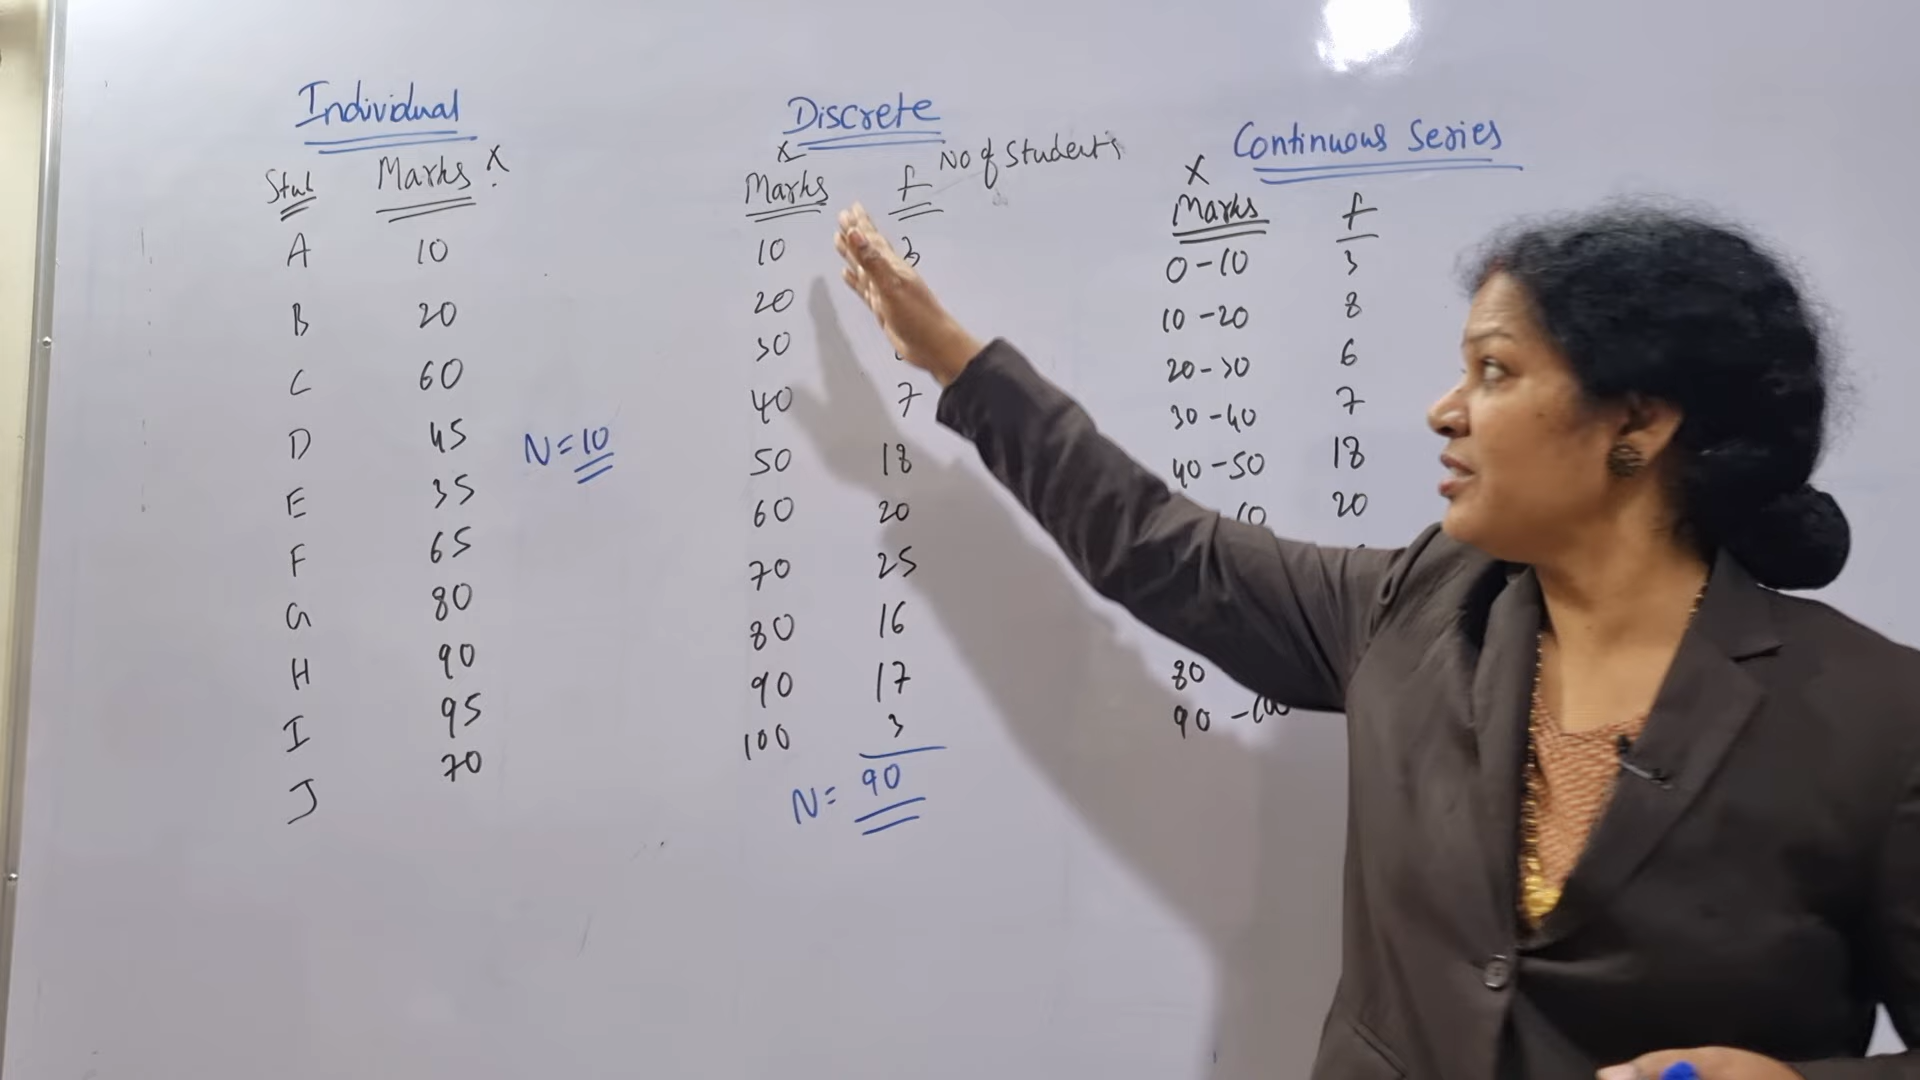 Individual
Stud Marks X
A 10
B 20
C 60
D 45
E 35
F 65
G 80
H 90
I 95
J 70
N = 10
Discrete
X
Marks f No of Students
10 3
20
30
40 7
50 18
60 20
70 25
80 16
90 17
100 3
N = 90
Continuous Series
X
Marks f
0-10 3
10-20 8
20-30 6
30-40 7
40-50 18
20
80
90-100